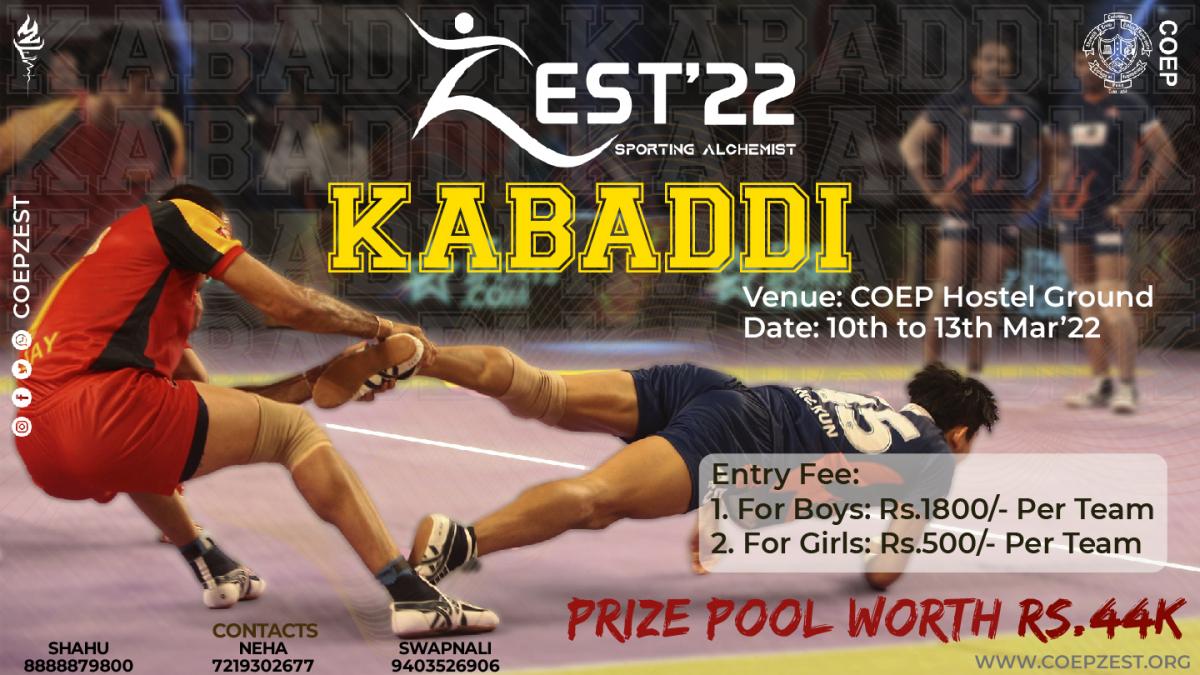 ZEST'22
SPORTING ALCHEMIST
COEP
KABADDI
Venue: COEP Hostel Ground
Date: 10th to 13th Mar'22
COEPZEST
15
Entry Fee:
1. For Boys: Rs.1800/- Per Team
2. For Girls: Rs.500/- Per Team
PRIZE POOL WORTH RS.44K
CONTACTS
SHAHU
8888879800
NEHA
7219302677
SWAPNALI
9403526906
WWW.COEPZEST.ORG